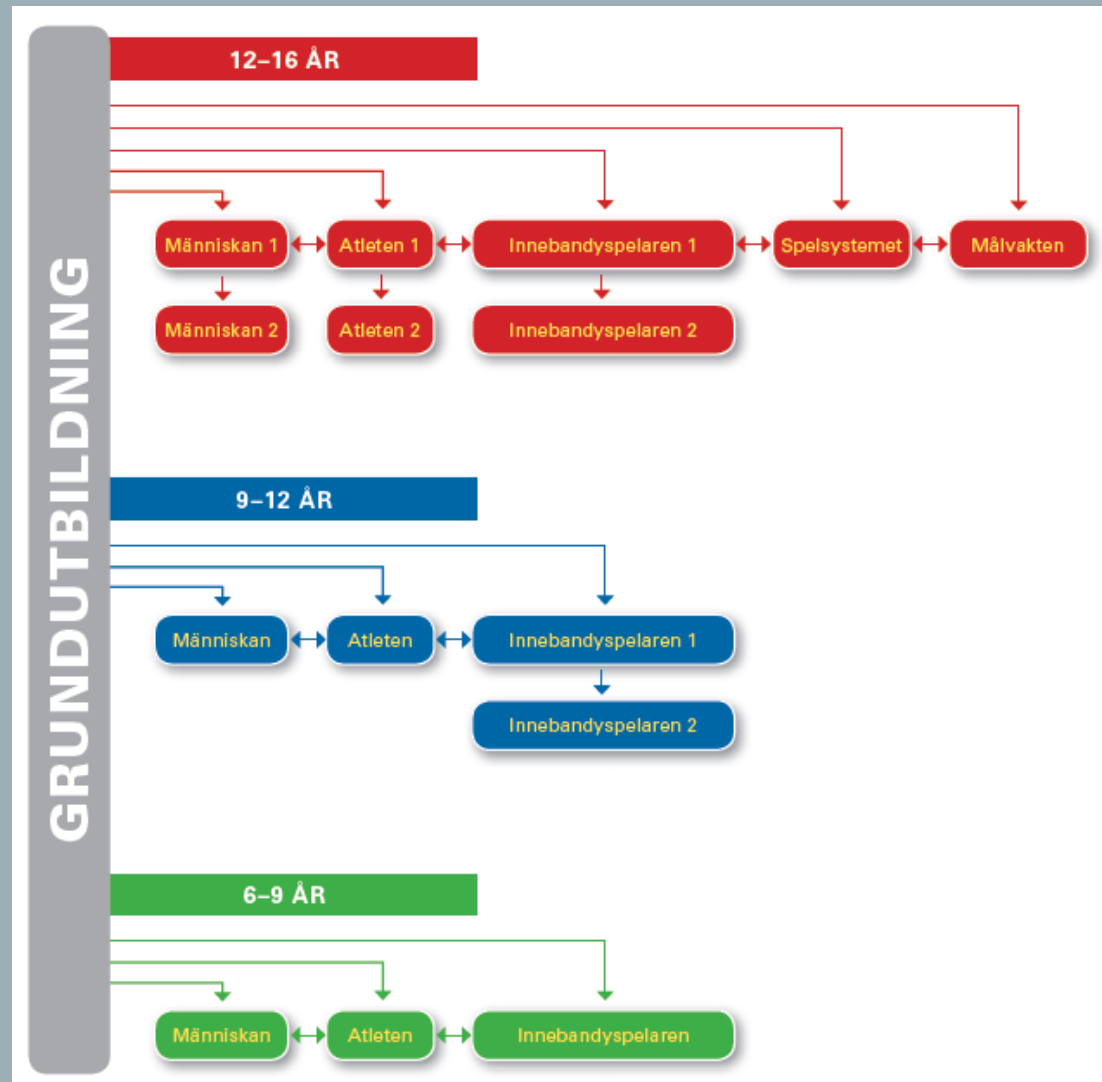 GRUNDUTBILDNING
12–16 ÅR
Människan 1 Atleten 1 Innebandyspelaren 1 Spelsystemet Målvakten
Människan 2 Atleten 2 Innebandyspelaren 2
9–12 ÅR
Människan Atleten Innebandyspelaren 1
Innebandyspelaren 2
6–9 ÅR
Människan Atleten Innebandyspelaren